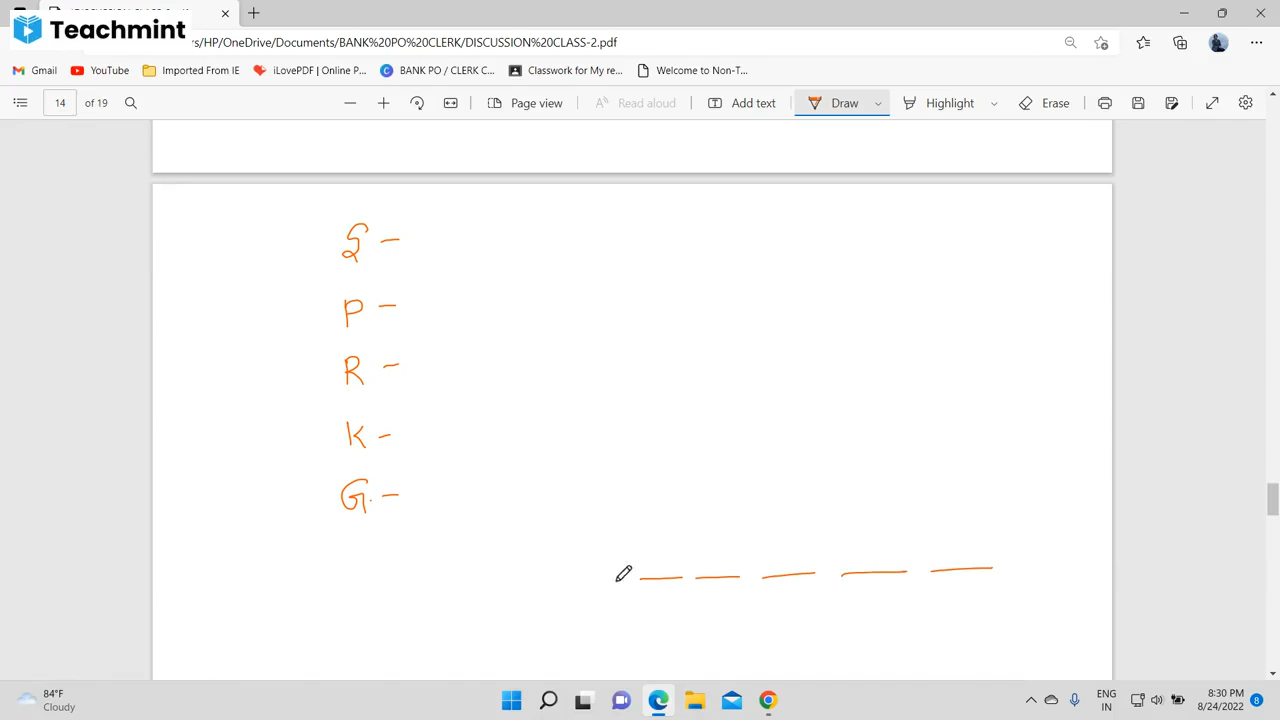 Teachmint
s/HP/OneDrive/Documents/BANK%20PO%20CLERK/DISCUSSION%20CLASS-2.pdf
Gmail YouTube Imported From IE iLovePDF | Online P... BANK PO / CLERK C... Classwork for My re... Welcome to Non-T...
14 of 19 Page view Read aloud Add text Draw Highlight Erase
P -
R -
K -
G. -
84°F
Cloudy
ENG
IN
8:30 PM
8/24/2022
8